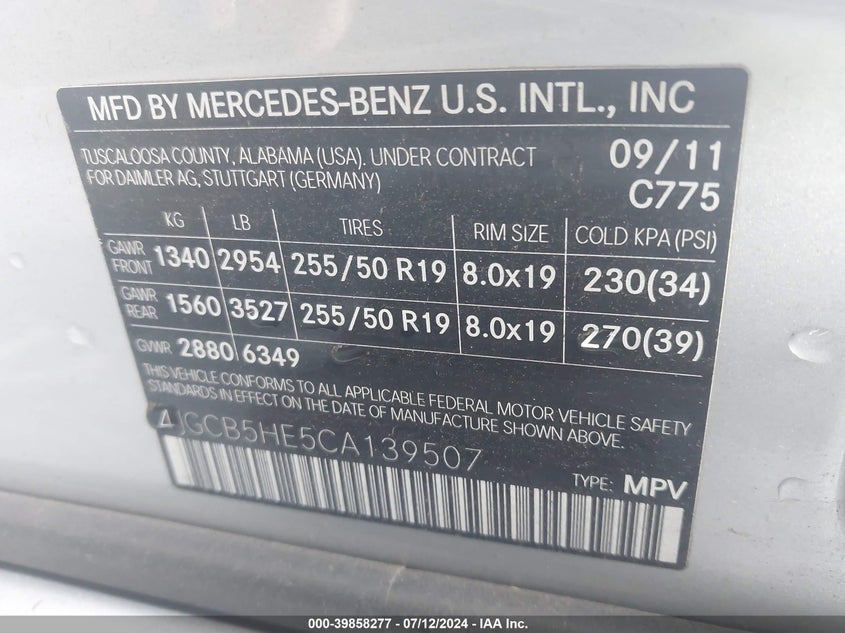 MFD BY MERCEDES-BENZ U.S. INTL., INC
TUSCALOOSA COUNTY, ALABAMA (USA). UNDER CONTRACT
FOR DAIMLER AG, STUTTGART (GERMANY)
09/11
C775
KG LB TIRES RIM SIZE COLD KPA (PSI)
GAWR FRONT 1340 2954 255/50 R19 8.0x19 230(34)
GAWR REAR 1560 3527 255/50 R19 8.0x19 270(39)
GVWR 2880 6349
THIS VEHICLE CONFORMS TO ALL APPLICABLE FEDERAL MOTOR VEHICLE SAFETY
STANDARDS IN EFFECT ON THE DATE OF MANUFACTURE SHOWN ABOVE.
4JGCB5HE5CA139507
TYPE: MPV
000-39858277 - 07/12/2024 - IAA Inc.